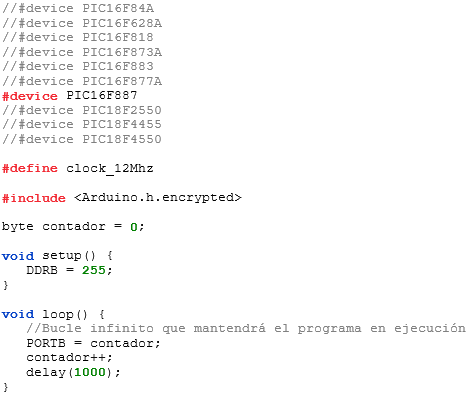 //#device PIC16F84A
//#device PIC16F628A
//#device PIC16F818
//#device PIC16F873A
//#device PIC16F883
//#device PIC16F877A
#device PIC16F887
//#device PIC18F2550
//#device PIC18F4455
//#device PIC18F4550
#define clock_12Mhz
#include <Arduino.h.encrypted>
byte contador = 0;
void setup() {
   DDRB = 255;
}
void loop() {
   //Bucle infinito que mantendrá el programa en ejecución
   PORTB = contador;
   contador++;
   delay(1000);
}